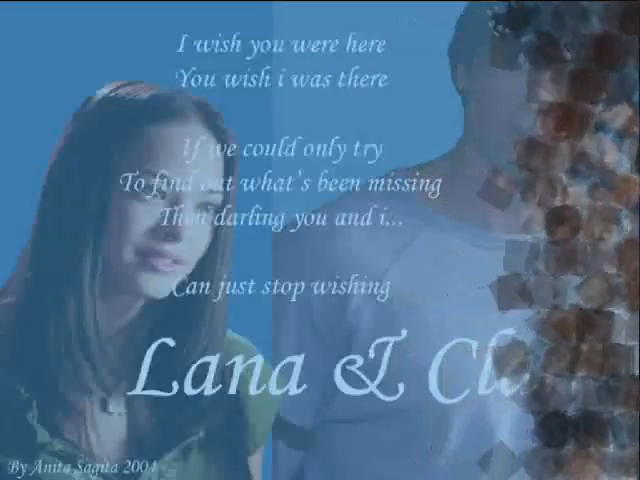 I wish you were here
You wish i was there
If we could only try
To find out what's been missing
Then darling you and i...
Can just stop wishing
Lana & Cl
By Anita Sagita 2004